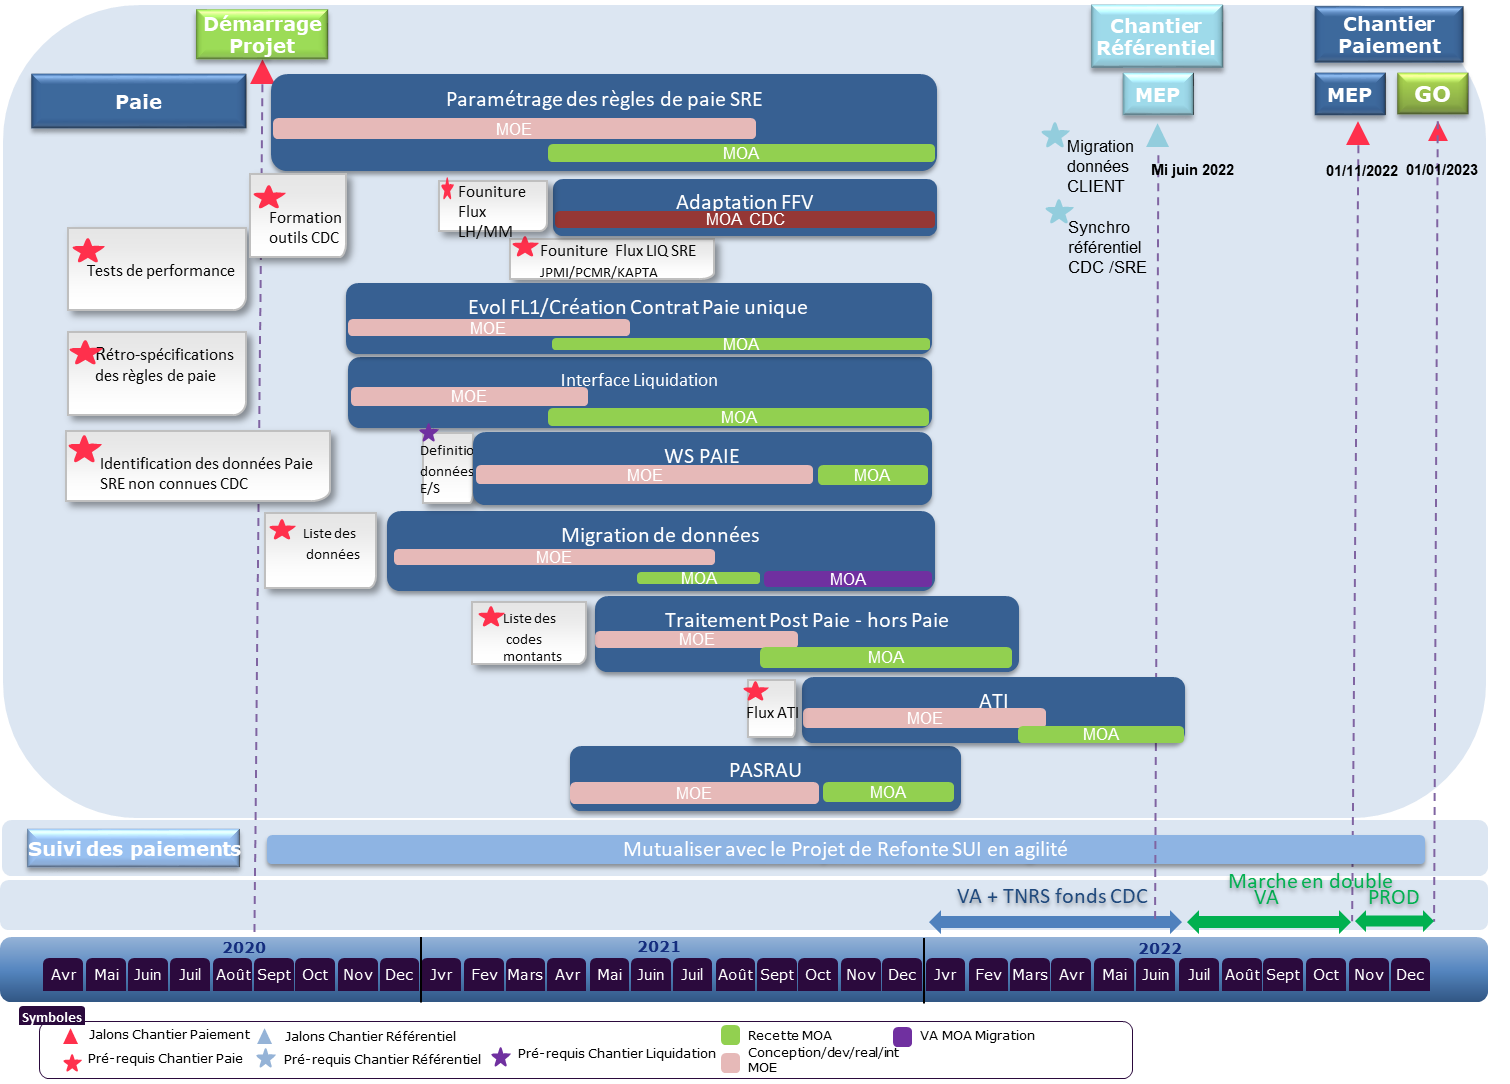 Démarrage
Projet
Chantier
Référentiel
Chantier
Paiement
Paie
MEP
MEP
GO
Paramétrage des règles de paie SRE
MOE
MOA
Migration
données
CLIENT
Mi juin 2022
01/11/2022
01/01/2023
Formation
outils CDC
Founiture
Flux
LH/MM
Adaptation FFV
MOA  CDC
Synchro
référentiel
CDC /SRE
Tests de performance
Founiture  Flux LIQ SRE
JPMI/PCMR/KAPTA
Evol FL1/Création Contrat Paie unique
MOE
MOA
Rétro-spécifications
des règles de paie
Interface Liquidation
MOE
MOA
Identification des données Paie
SRE non connues CDC
Definitio
données
E/S
WS PAIE
MOE
MOA
Liste des
données
Migration de données
MOE
MOA
MOA
Liste des
codes
montants
Traitement Post Paie - hors Paie
MOE
MOA
Flux ATI
ATI
MOE
MOA
PASRAU
MOE
MOA
Suivi des paiements
Mutualiser avec le Projet de Refonte SUI en agilité
VA + TNRS fonds CDC
Marche en double
VA
PROD
2020
2021
2022
Avr Mai Juin Juil Août Sept Oct Nov Dec Jvr Fev Mars Avr Mai Juin Juil Août Sept Oct Nov Dec Jvr Fev Mars Avr Mai Juin Juil Août Sept Oct Nov Dec
Symboles
Jalons Chantier Paiement
Jalons Chantier Référentiel
Recette MOA
VA MOA Migration
Pré-requis Chantier Paie
Pré-requis Chantier Référentiel
Pré-requis Chantier Liquidation
Conception/dev/real/int
MOE